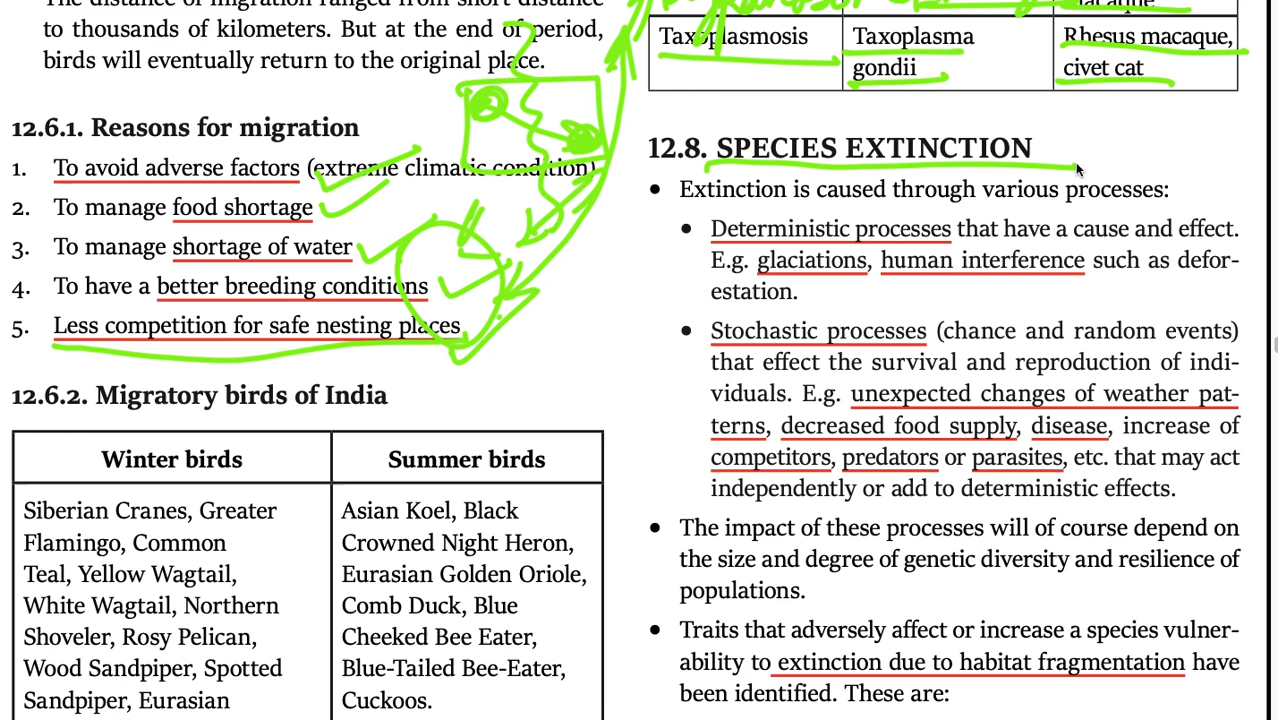 The distance of migration ranged from short distance
to thousands of kilometers. But at the end of period,
birds will eventually return to the original place.
12.6.1. Reasons for migration
1. To avoid adverse factors (extreme climatic condition)
2. To manage food shortage
3. To manage shortage of water
4. To have a better breeding conditions
5. Less competition for safe nesting places
12.6.2. Migratory birds of India
Winter birds
Siberian Cranes, Greater
Flamingo, Common
Teal, Yellow Wagtail,
White Wagtail, Northern
Shoveler, Rosy Pelican,
Wood Sandpiper, Spotted
Sandpiper, Eurasian
Summer birds
Asian Koel, Black
Crowned Night Heron,
Eurasian Golden Oriole,
Comb Duck, Blue
Cheeked Bee Eater,
Blue-Tailed Bee-Eater,
Cuckoos.
macaque
Taxoplasmosis
Taxoplasma
gondii
Rhesus macaque,
civet cat
12.8. SPECIES EXTINCTION
• Extinction is caused through various processes:
• Deterministic processes that have a cause and effect.
E.g. glaciations, human interference such as defor-
estation.
• Stochastic processes (chance and random events)
that effect the survival and reproduction of indi-
viduals. E.g. unexpected changes of weather pat-
terns, decreased food supply, disease, increase of
competitors, predators or parasites, etc. that may act
independently or add to deterministic effects.
• The impact of these processes will of course depend on
the size and degree of genetic diversity and resilience of
populations.
• Traits that adversely affect or increase a species vulner-
ability to extinction due to habitat fragmentation have
been identified. These are: